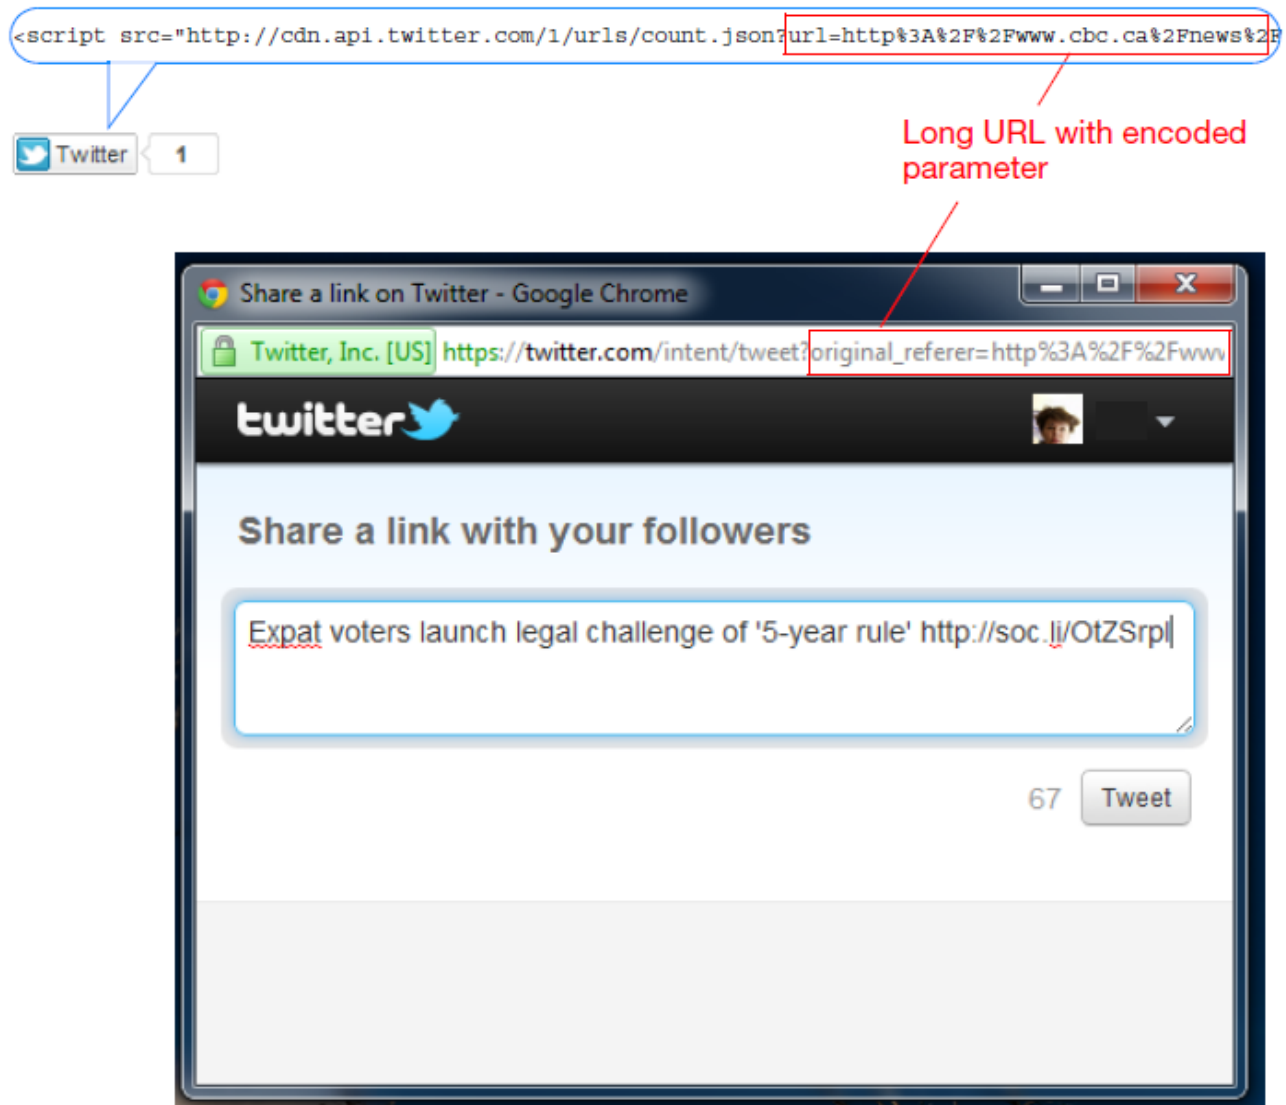 <script src="http://cdn.api.twitter.com/1/urls/count.json?url=http%3A%2F%2Fwww.cbc.ca%2Fnews%2F
Twitter 1
Long URL with encoded
parameter
Share a link on Twitter - Google Chrome
Twitter, Inc. [US] https://twitter.com/intent/tweet?original_referer=http%3A%2F%2Fwww
twitter
Share a link with your followers
Expat voters launch legal challenge of '5-year rule' http://soc.li/OtZSrpl
67 Tweet